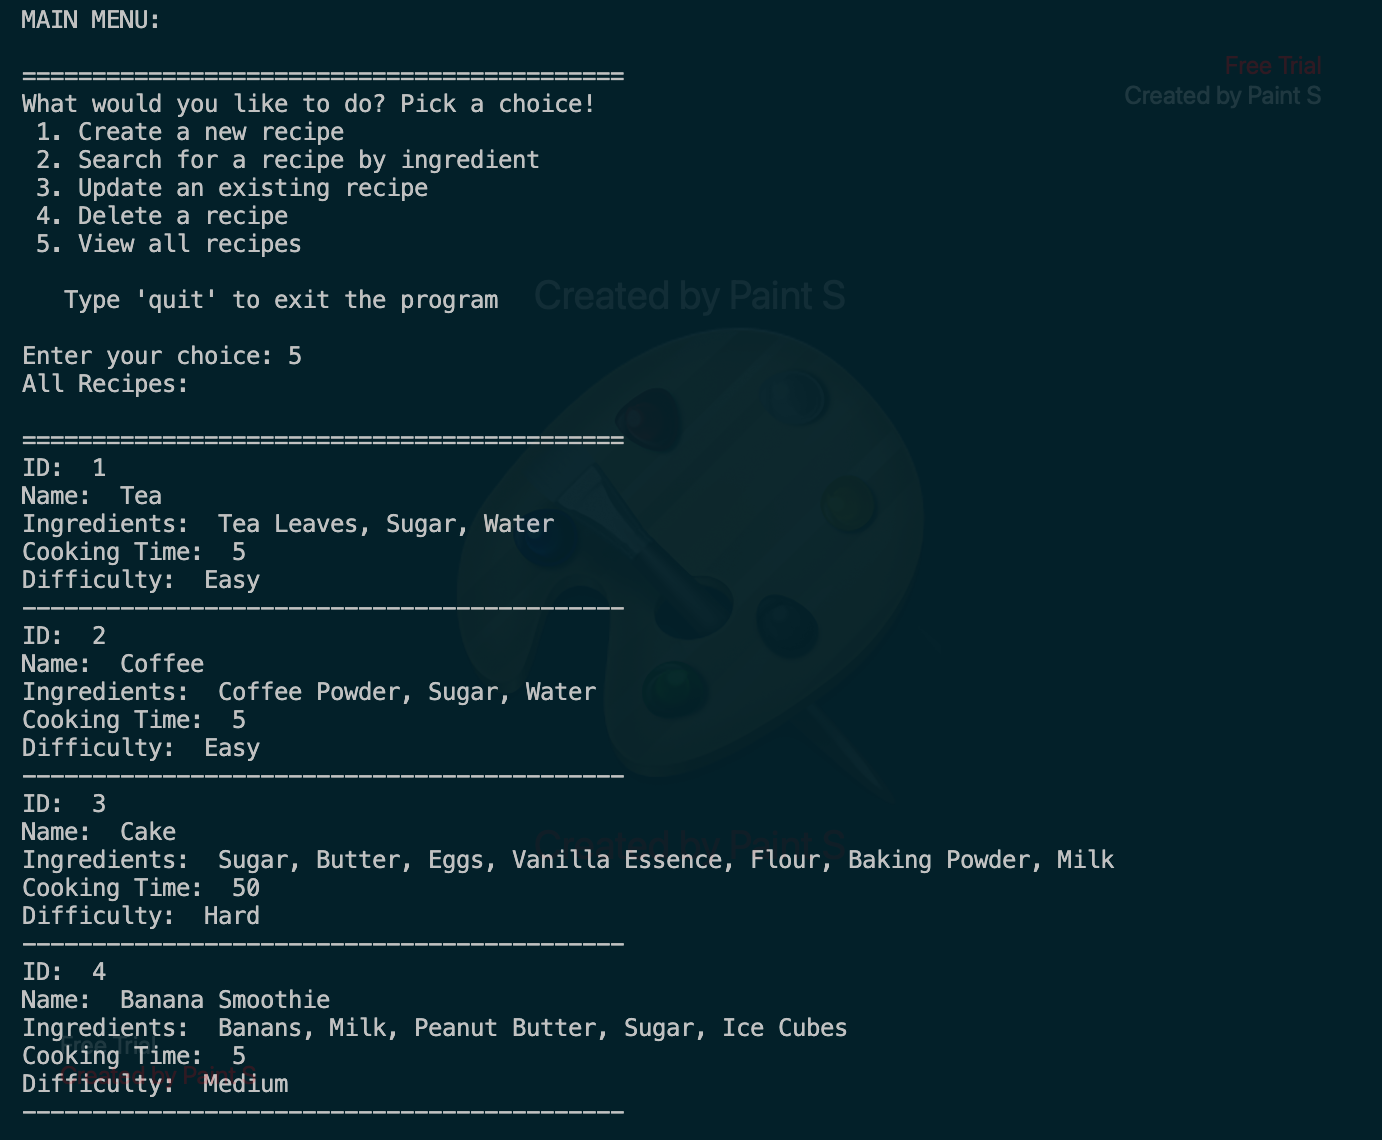 MAIN MENU:
===========================================
What would you like to do? Pick a choice!
1. Create a new recipe
2. Search for a recipe by ingredient
3. Update an existing recipe
4. Delete a recipe
5. View all recipes
Type 'quit' to exit the program
Enter your choice: 5
All Recipes:
===========================================
ID:  1
Name:  Tea
Ingredients:  Tea Leaves, Sugar, Water
Cooking Time:  5
Difficulty:  Easy
-------------------------------------------
ID:  2
Name:  Coffee
Ingredients:  Coffee Powder, Sugar, Water
Cooking Time:  5
Difficulty:  Easy
-------------------------------------------
ID:  3
Name:  Cake
Ingredients:  Sugar, Butter, Eggs, Vanilla Essence, Flour, Baking Powder, Milk
Cooking Time:  50
Difficulty:  Hard
-------------------------------------------
ID:  4
Name:  Banana Smoothie
Ingredients:  Banans, Milk, Peanut Butter, Sugar, Ice Cubes
Cooking Time:  5
Difficulty:  Medium
-------------------------------------------
Free Trial
Created by Paint S
Created by Paint S
Created by Paint S
Free Trial
Created by Paint S